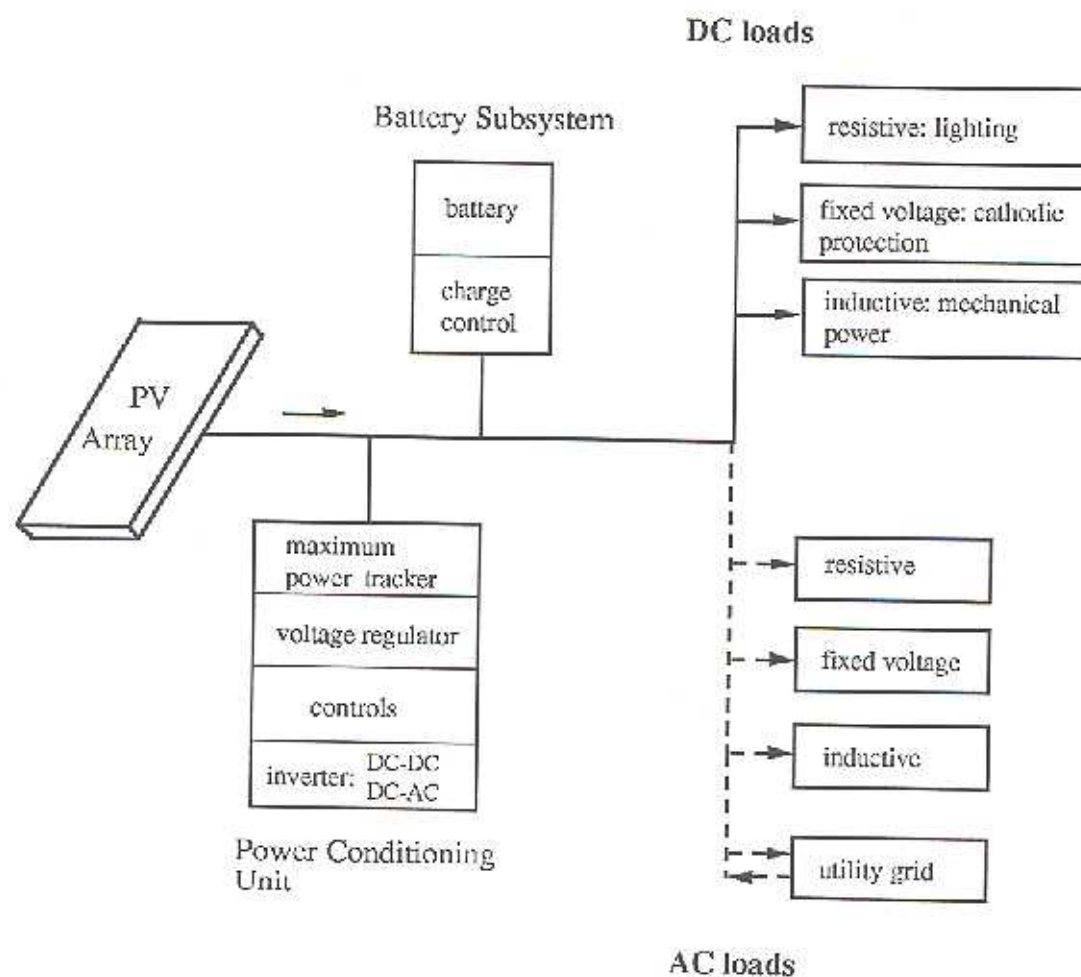 DC loads
Battery Subsystem
resistive: lighting
battery
fixed voltage: cathodic
protection
charge
control
inductive: mechanical
power
PV
Array
maximum
power tracker
resistive
voltage regulator
fixed voltage
controls
inductive
inverter: DC-DC
DC-AC
Power Conditioning
Unit
utility grid
AC loads